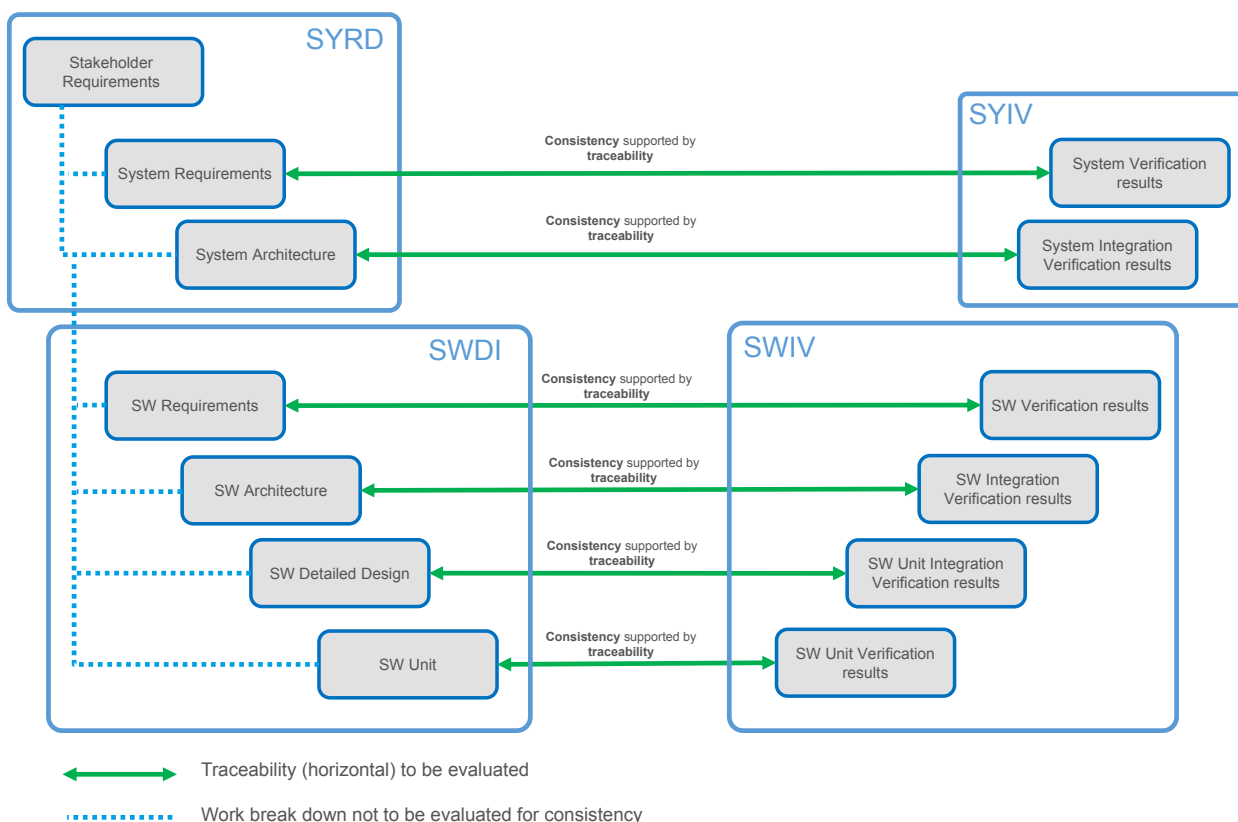 SYRD
Stakeholder
Requirements
SYIV
Consistency supported by
traceability
System Requirements
System Verification
results
Consistency supported by
traceability
System Architecture
System Integration
Verification results
SWDI
SWIV
Consistency supported by
traceability
SW Requirements
SW Verification results
Consistency supported by
traceability
SW Architecture
SW Integration
Verification results
Consistency supported by
traceability
SW Detailed Design
SW Unit Integration
Verification results
Consistency supported by
traceability
SW Unit
SW Unit Verification
results
Traceability (horizontal) to be evaluated
Work break down not to be evaluated for consistency